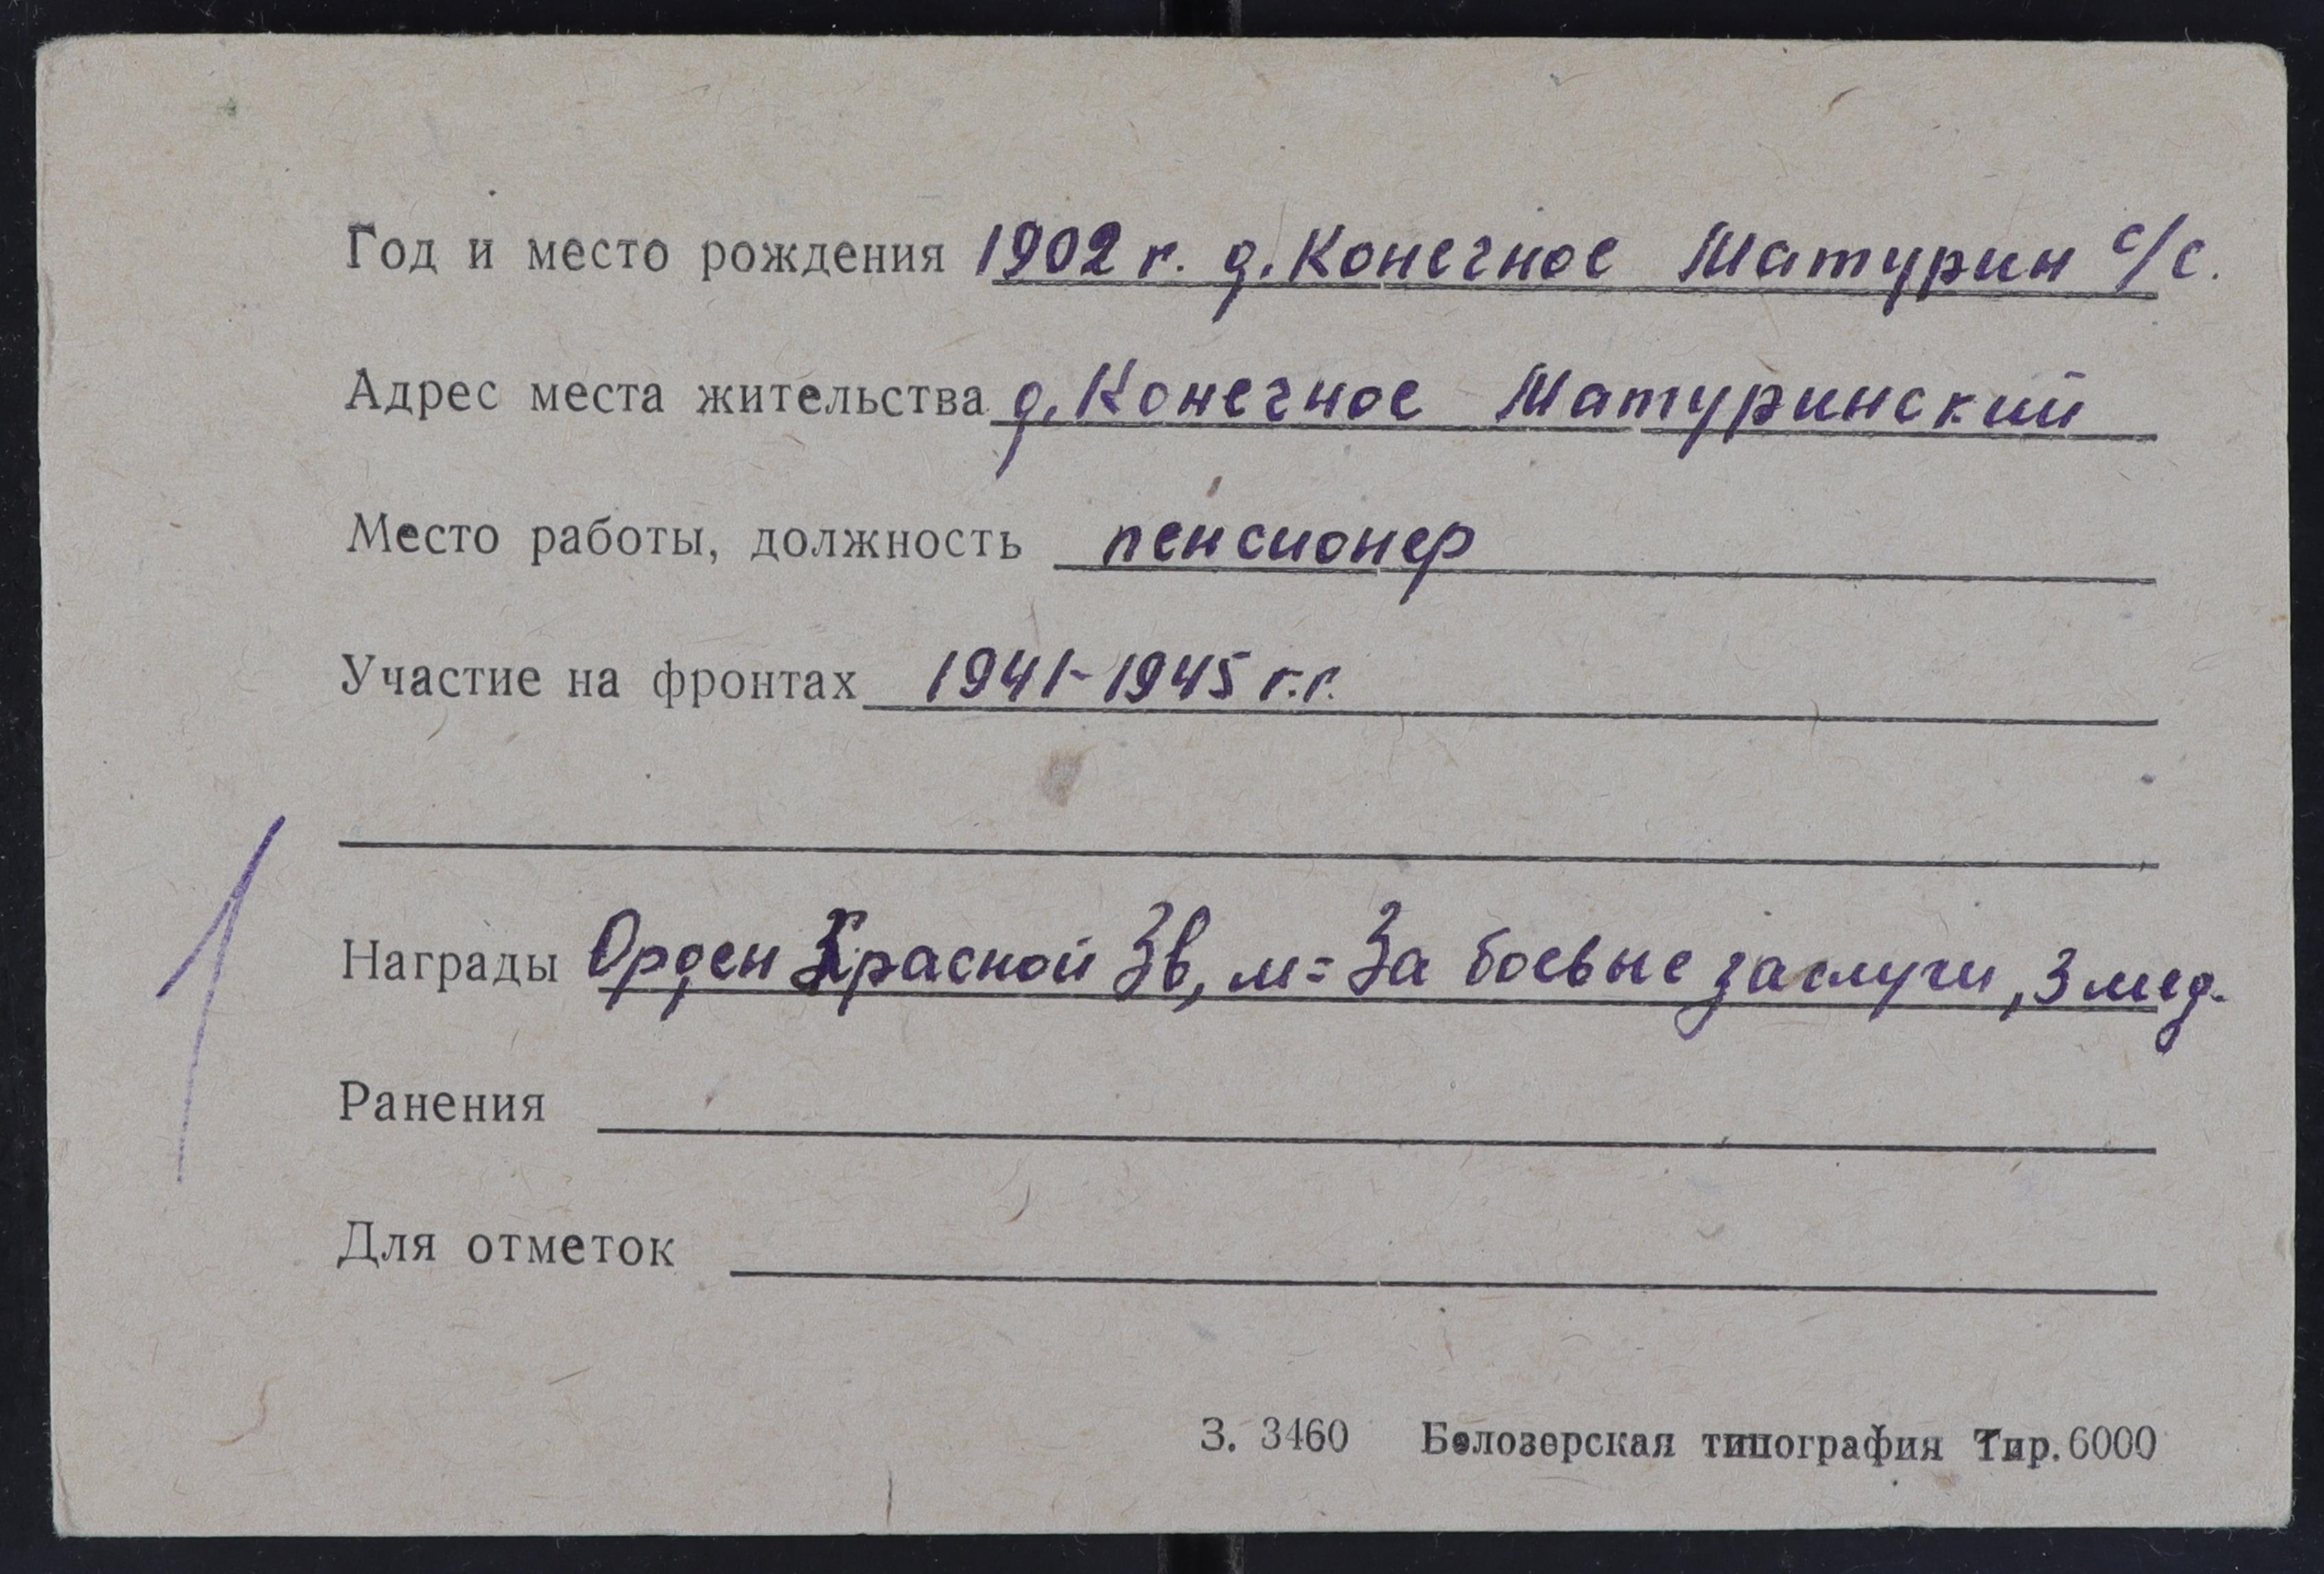 Год и место рождения 1902 г. д. Конечное Матурин с/с.
Адрес места жительства д. Конечное Матуринский
Место работы, должность пенсионер
Участие на фронтах 1941-1945 г.г.
Награды Орден Красной Зв, м= За боевые заслуги, 3 мед.
Ранения
Для отметок
З. 3460 Белозерская типография Тир. 6000